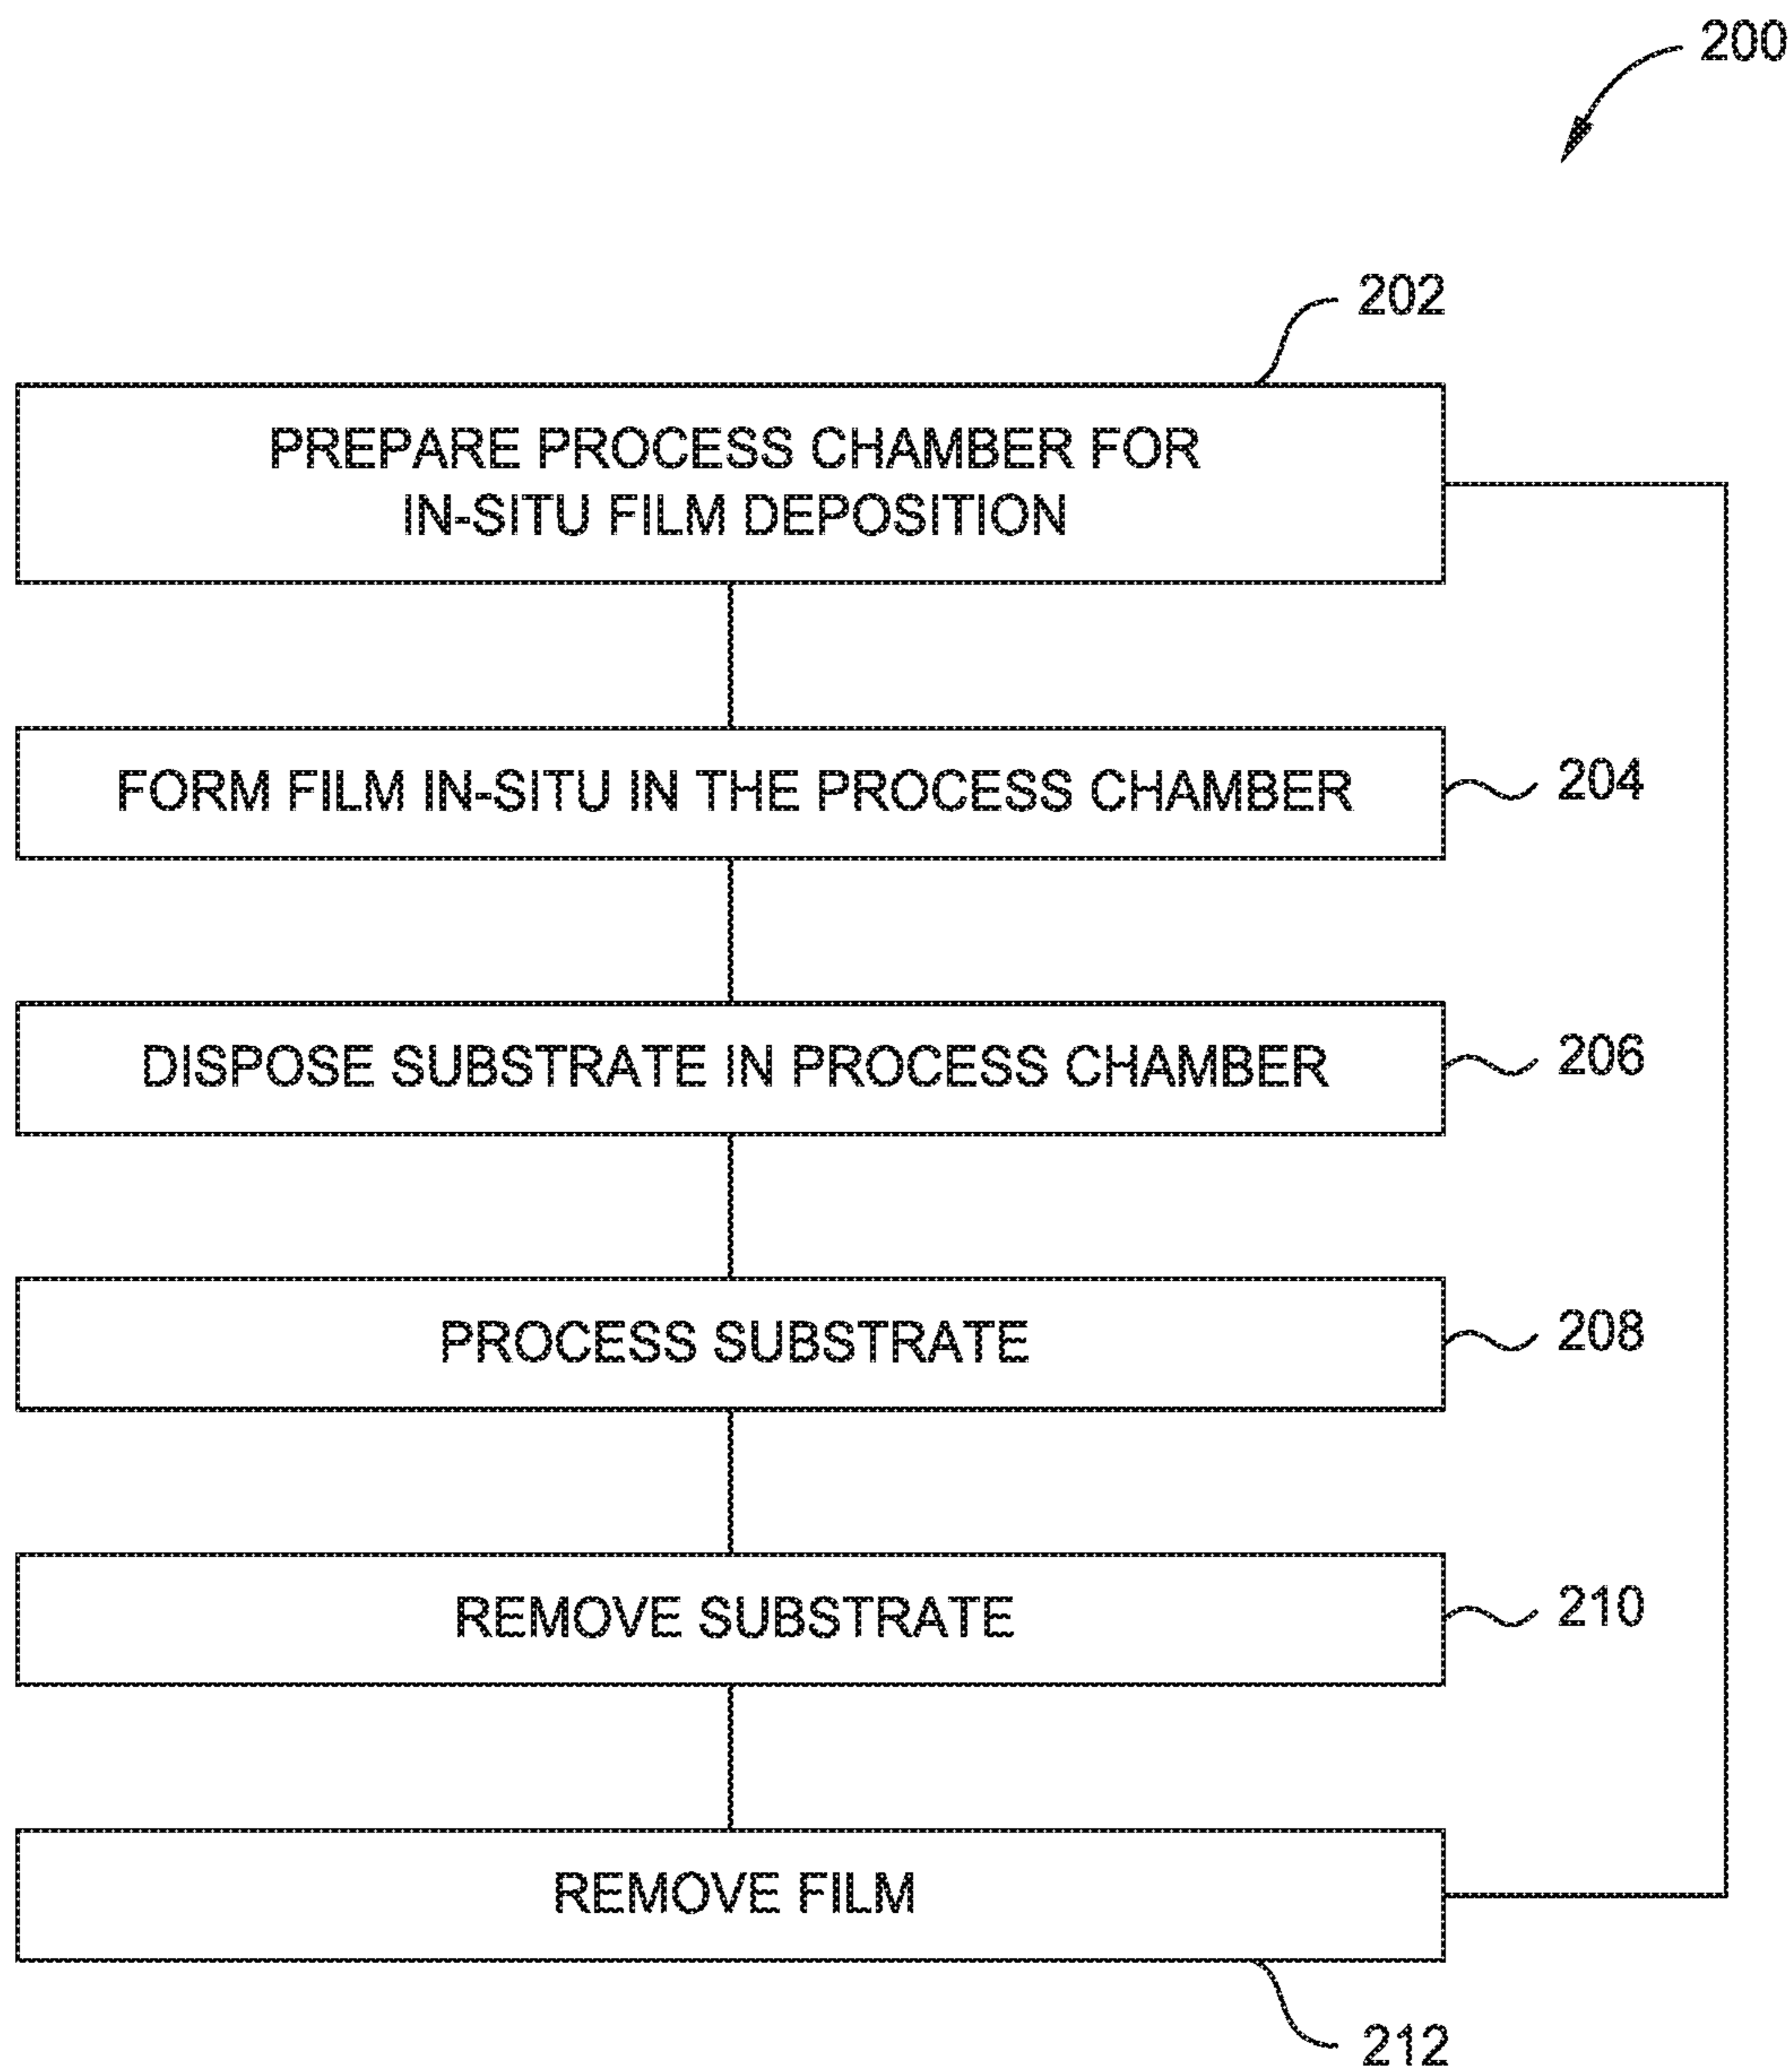 200
202
PREPARE PROCESS CHAMBER FOR
IN-SITU FILM DEPOSITION
FORM FILM IN-SITU IN THE PROCESS CHAMBER
204
DISPOSE SUBSTRATE IN PROCESS CHAMBER
206
PROCESS SUBSTRATE
208
REMOVE SUBSTRATE
210
REMOVE FILM
212